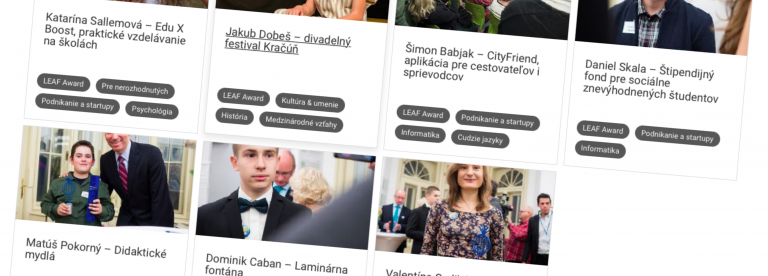 Katarína Sallemová – Edu X
Boost, praktické vzdelávanie
na školách
LEAF Award
Pre nerozhodnutých
Podnikanie a startupy
Psychológia
Jakub Dobeš – divadelný
festival Kračúň
LEAF Award
Kultúra & umenie
História
Medzinárodné vzťahy
Šimon Babjak – CityFriend,
aplikácia pre cestovateľov i
sprievodcov
LEAF Award
Podnikanie a startupy
Informatika
Cudzie jazyky
Daniel Skala – Štipendijný
fond pre sociálne
znevýhodnených študentov
LEAF Award
Podnikanie a startupy
Informatika
Matúš Pokorný – Didaktické
mydlá
Dominik Caban – Laminárna
fontána
Valentína